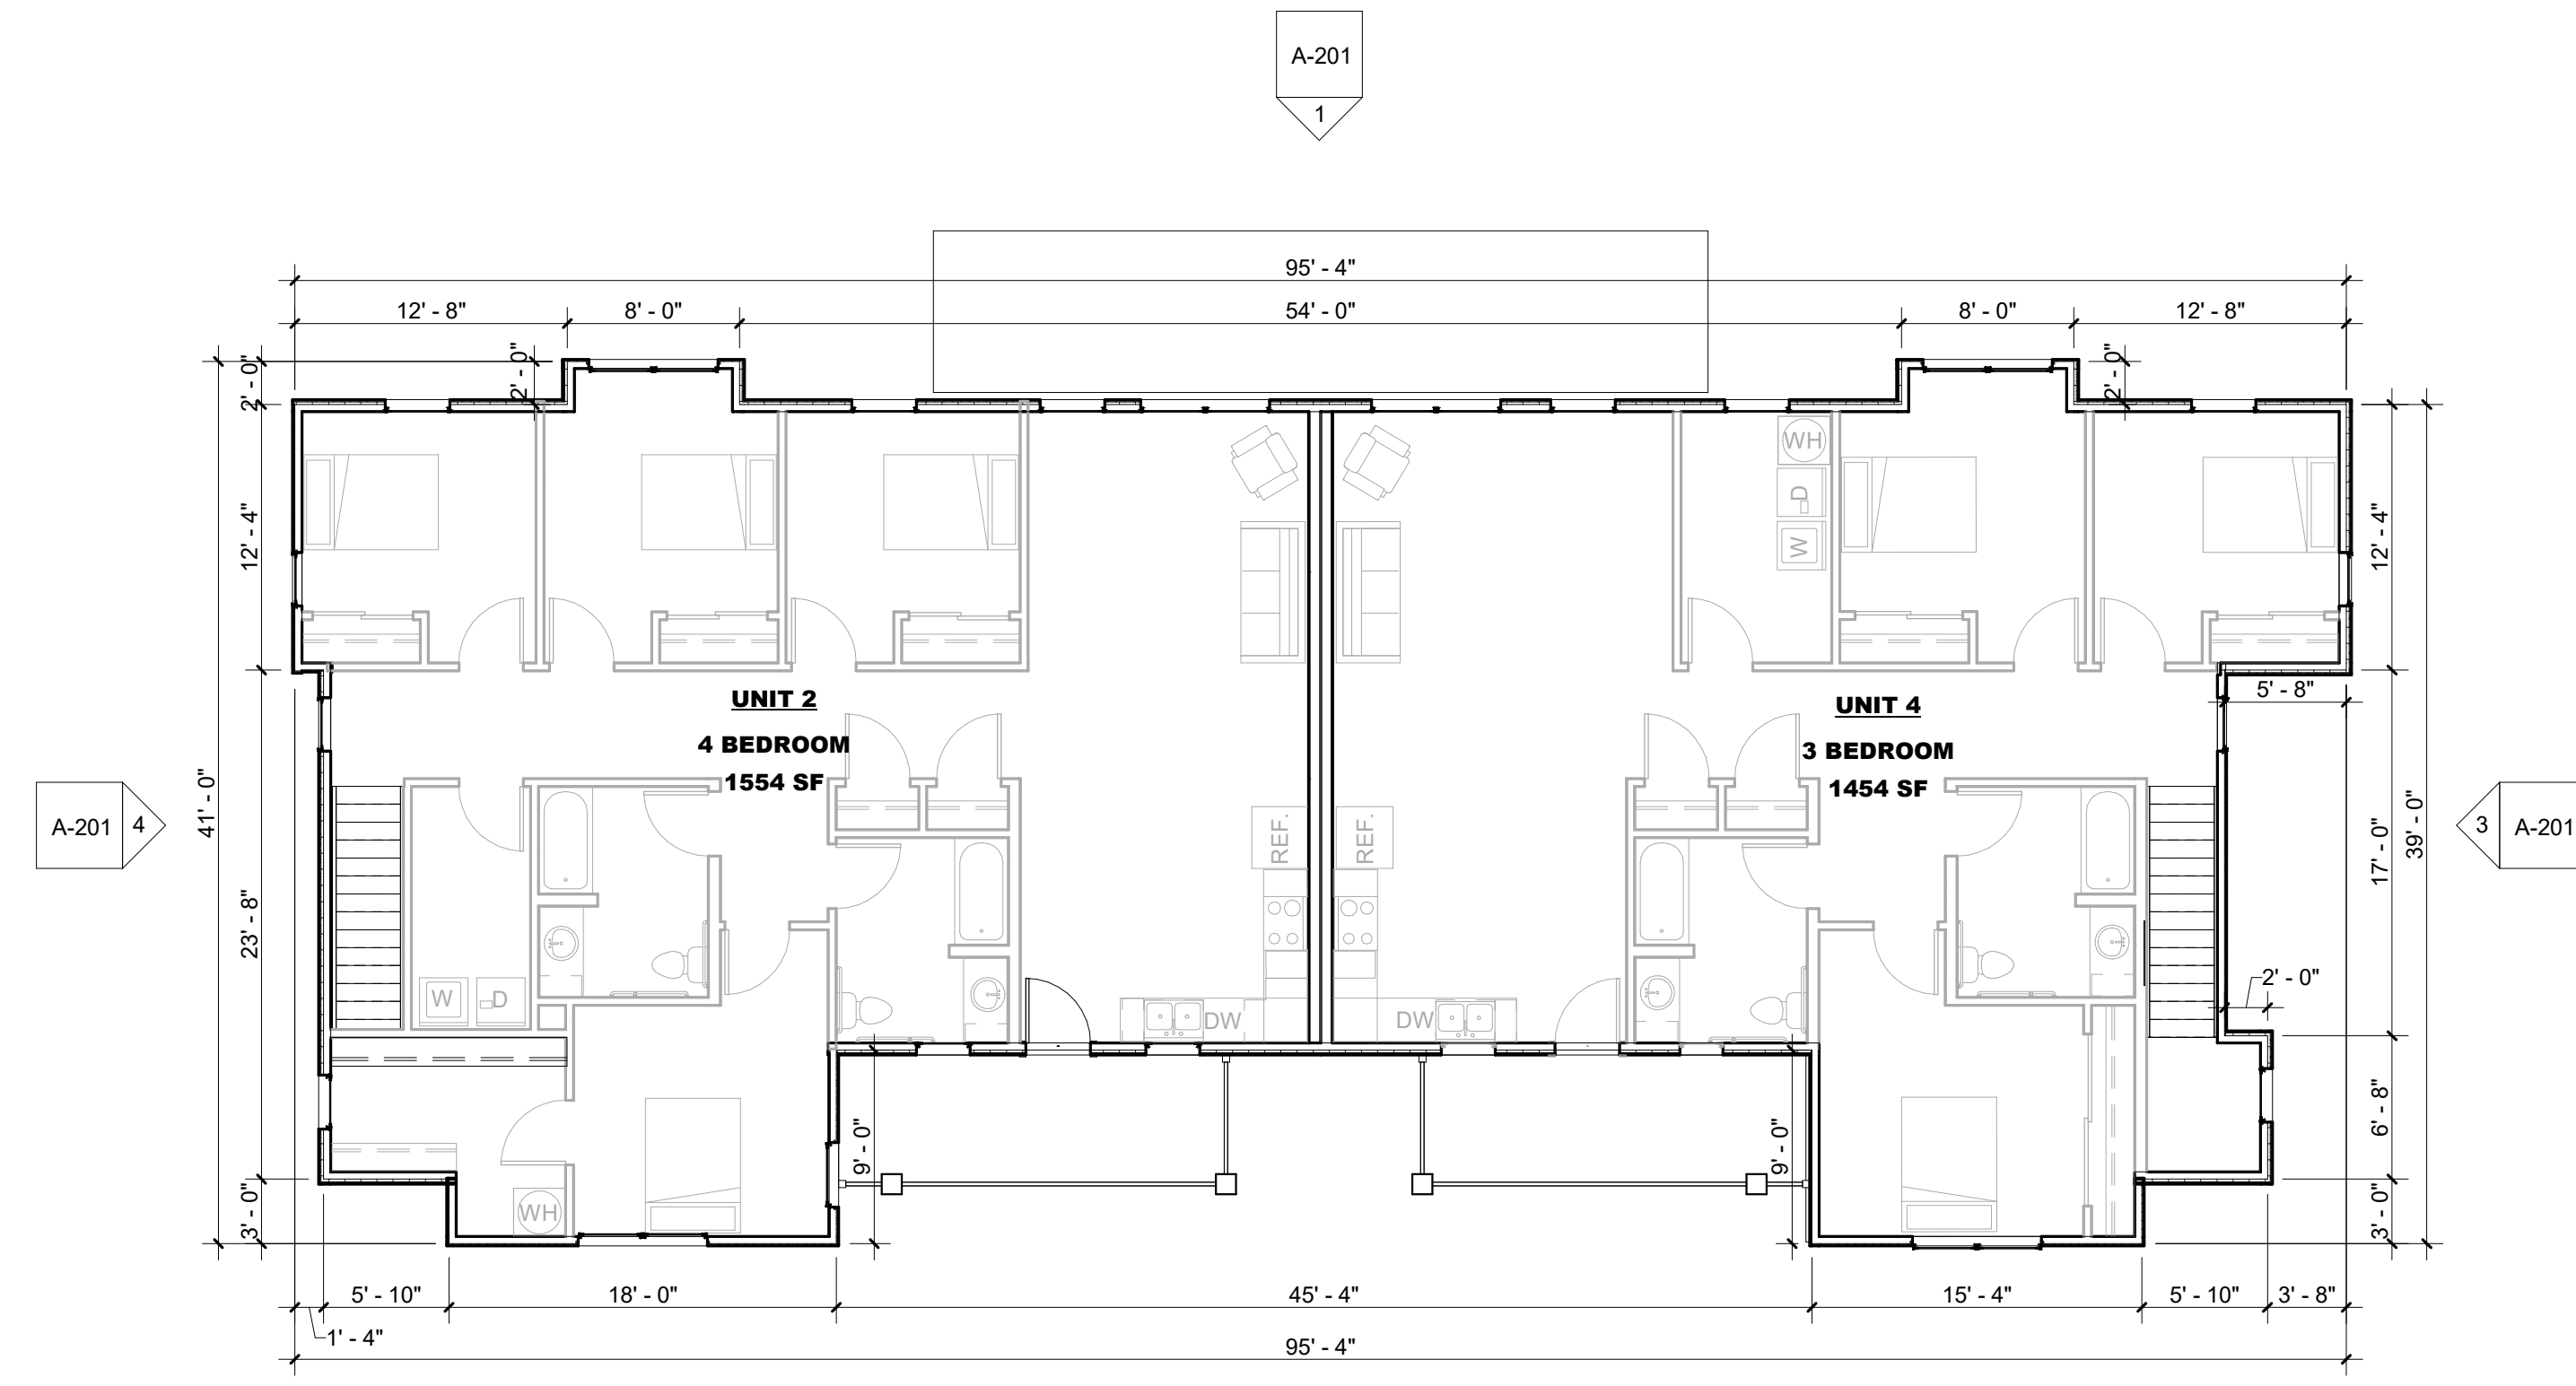 A-201
1
95' - 4"
12' - 8"
8' - 0"
54' - 0"
8' - 0"
12' - 8"
2' - 0"
2' - 0"
2' - 0"
WH
D
W
12' - 4"
12' - 4"
5' - 8"
UNIT 2
4 BEDROOM
1554 SF
UNIT 4
3 BEDROOM
1454 SF
A-201
4
41' - 0"
REF.
REF.
17' - 0"
39' - 0"
3
A-201
23' - 8"
W
D
DW
DW
2' - 0"
9' - 0"
9' - 0"
6' - 8"
3' - 0"
WH
3' - 0"
5' - 10"
18' - 0"
45' - 4"
15' - 4"
5' - 10"
3' - 8"
1' - 4"
95' - 4"